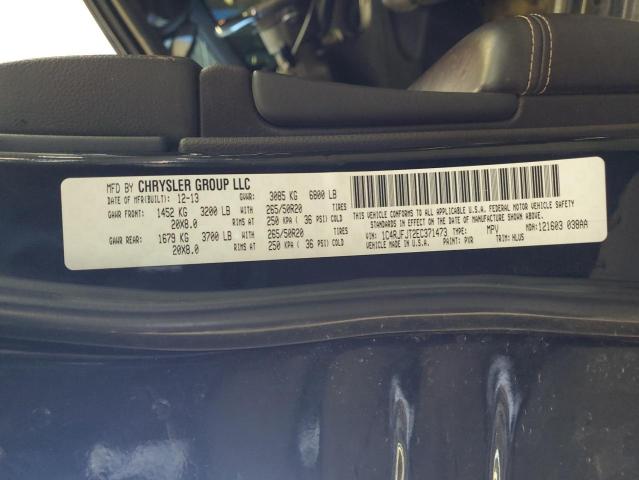 MFD BY CHRYSLER GROUP LLC
DATE OF MFR(BUILT): 12-13 GVWR: 3085 KG 6800 LB
GAWR FRONT: 1452 KG 3200 LB WITH 265/50R20 TIRES
20X8.0 RIMS AT 250 KPA ( 36 PSI) COLD
GAWR REAR: 1679 KG 3700 LB WITH 265/50R20 TIRES
20X8.0 RIMS AT 250 KPA ( 36 PSI) COLD
THIS VEHICLE CONFORMS TO ALL APPLICABLE U.S.A. FEDERAL MOTOR VEHICLE SAFETY
STANDARDS IN EFFECT ON THE DATE OF MANUFACTURE SHOWN ABOVE
VIN: 1C4RJFJT2EC371473 TYPE: MPV MDH:121603 038AA
VEHICLE MADE IN U.S.A. PAINT: PXR TRIM: HLUS